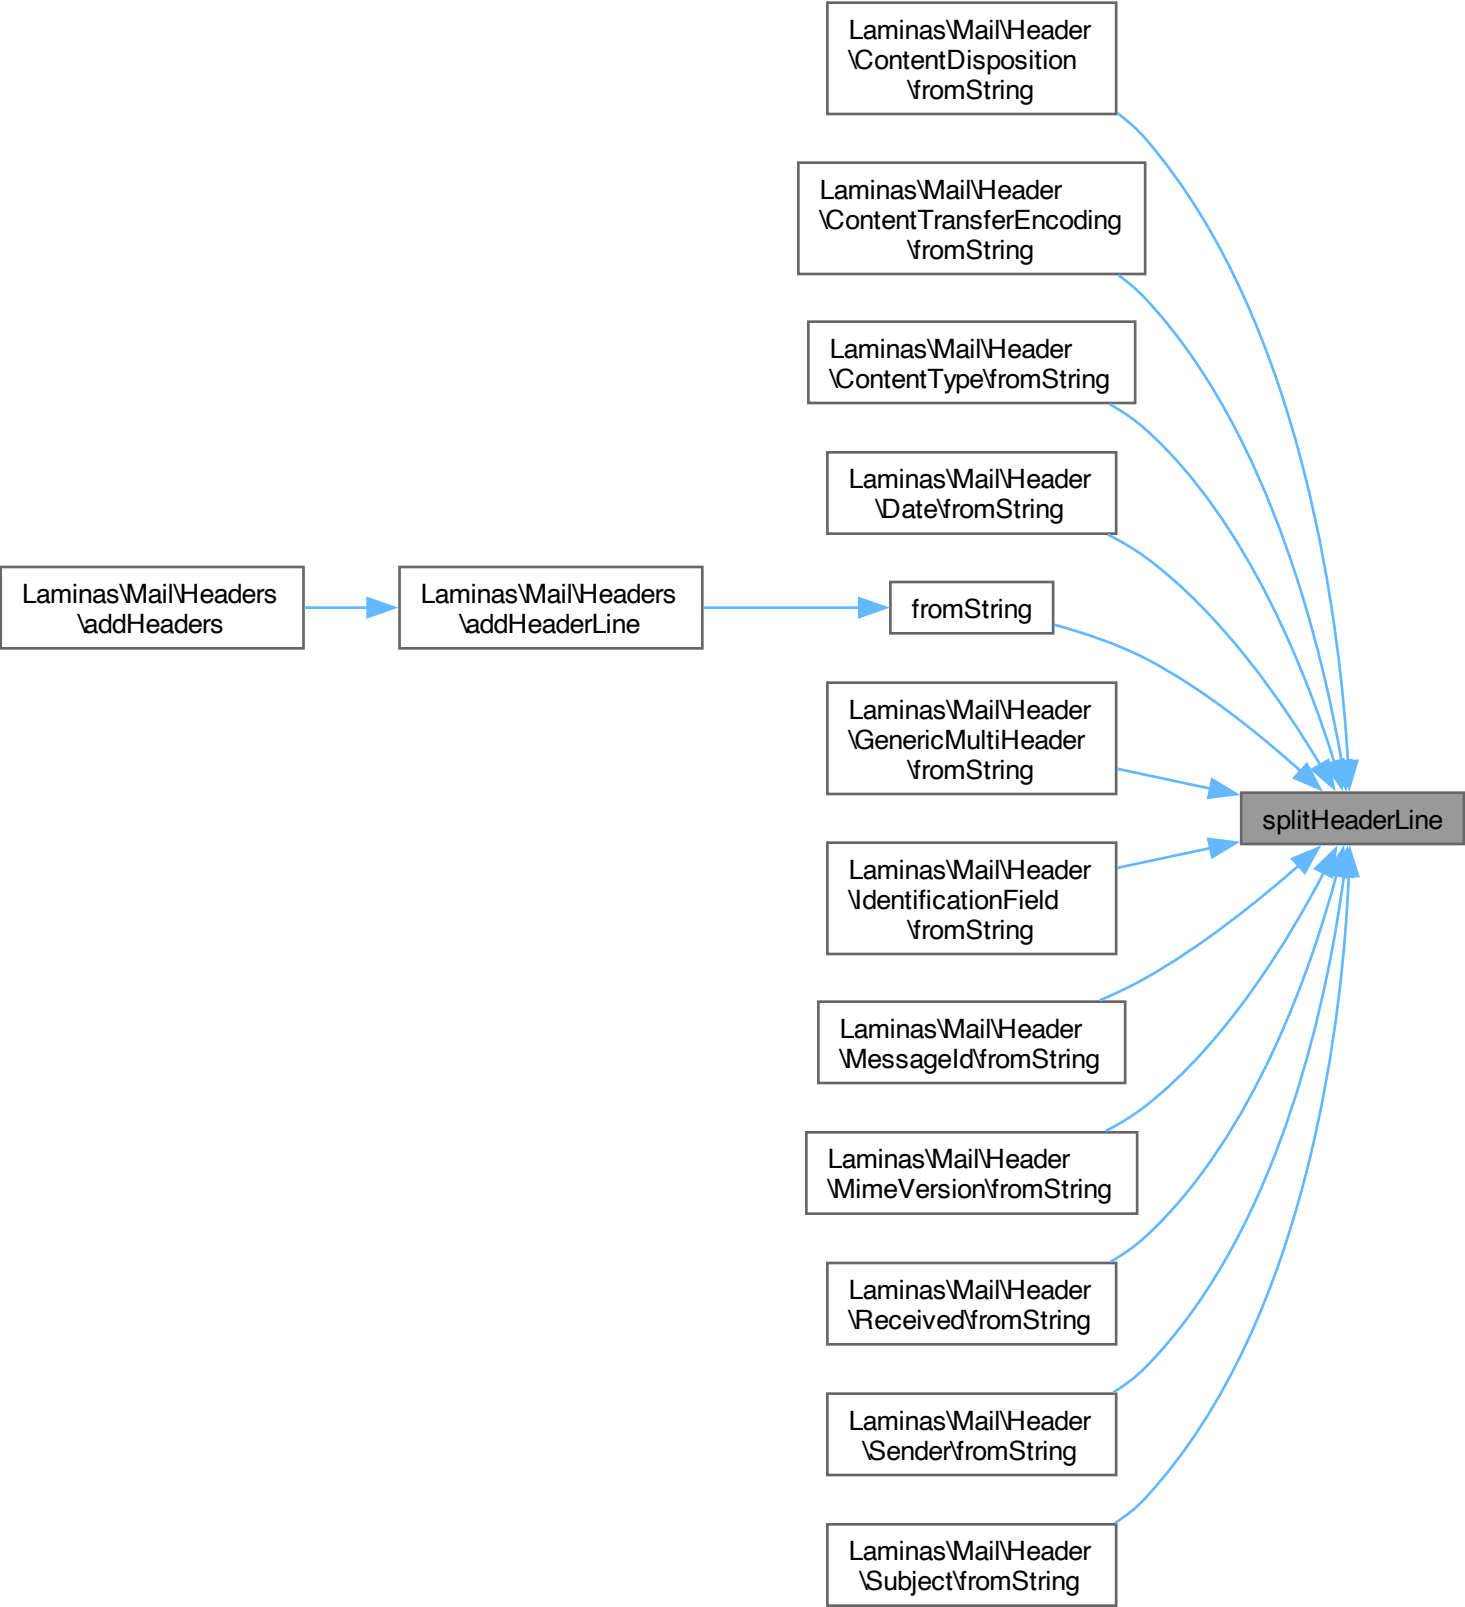 Laminas\Mail\Header
\ContentDisposition
\fromString
Laminas\Mail\Header
\ContentTransferEncoding
\fromString
Laminas\Mail\Header
\ContentType\fromString
Laminas\Mail\Header
\Date\fromString
Laminas\Mail\Headers
\addHeaders
Laminas\Mail\Headers
\addHeaderLine
fromString
Laminas\Mail\Header
\GenericMultiHeader
\fromString
splitHeaderLine
Laminas\Mail\Header
\IdentificationField
\fromString
Laminas\Mail\Header
\MessageId\fromString
Laminas\Mail\Header
\MimeVersion\fromString
Laminas\Mail\Header
\Received\fromString
Laminas\Mail\Header
\Sender\fromString
Laminas\Mail\Header
\Subject\fromString